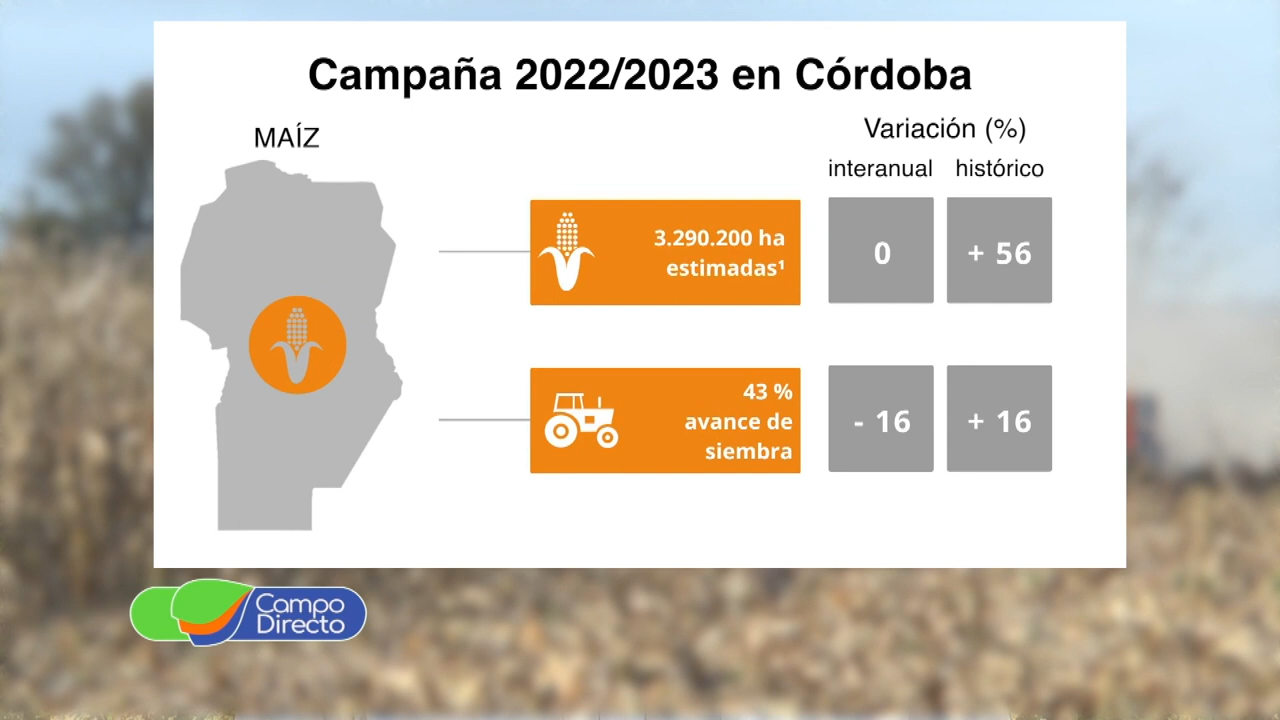 Campaña 2022/2023 en Córdoba
MAÍZ
Variación (%)
interanual histórico
3.290.200 ha
estimadas¹
0
+ 56
43 %
avance de
siembra
- 16
+ 16
Campo
Directo